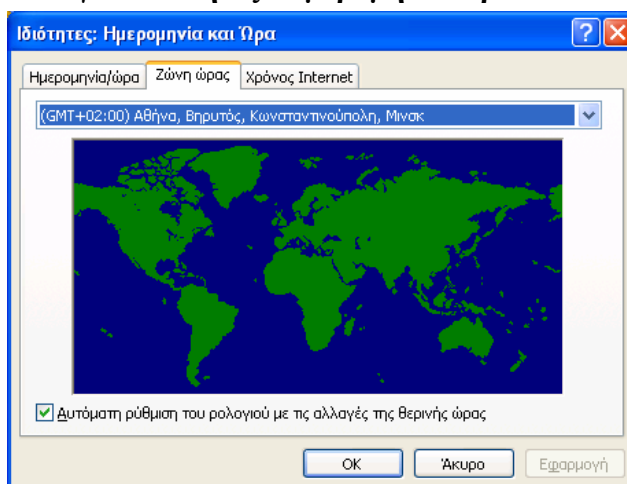 Ιδιότητες: Ημερομηνία και Ώρα
Ημερομηνία/ώρα Ζώνη ώρας Χρόνος Internet
(GMT+02:00) Αθήνα, Βηρυτός, Κωνσταντινούπολη, Μινσκ
Αυτόματη ρύθμιση του ρολογιού με τις αλλαγές της θερινής ώρας
OK Άκυρο Εφαρμογή